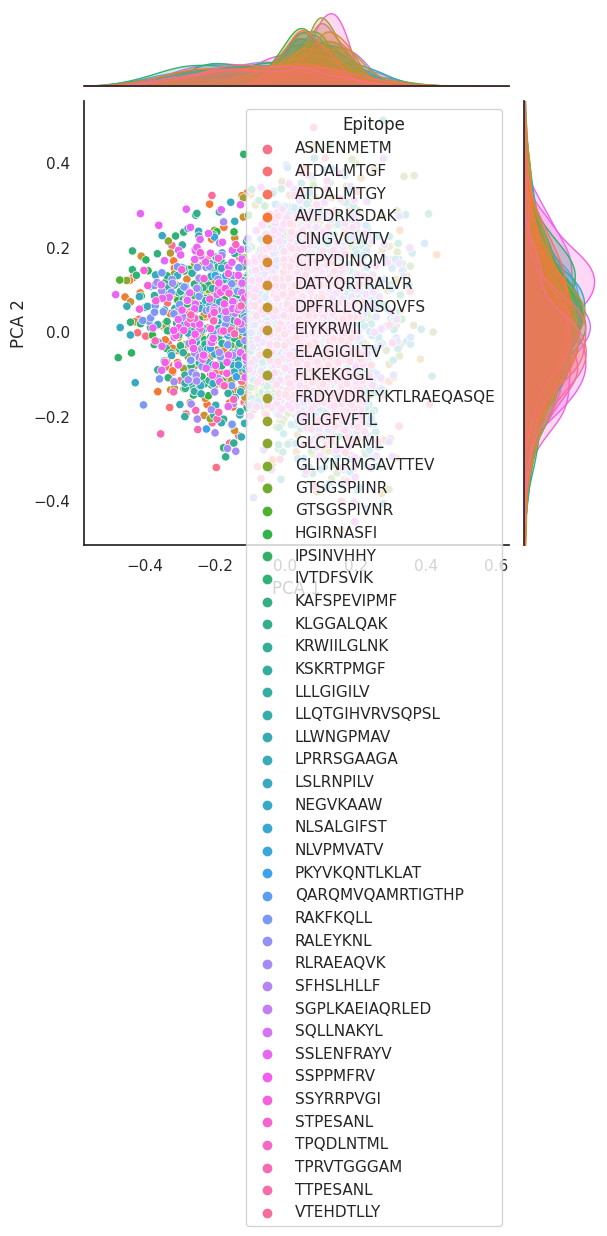 Epitope
ASNENMETM
ATDALMTGF
ATDALMTGY
AVFDRKSDAK
CINGVCWTV
CTPYDINQM
DATYQRTRALVR
DPFRLLQNSQVFS
EIYKRWII
ELAGIGILTV
FLKEKGGL
FRDYVDRFYKTLRAEQASQE
GILGFVFTL
GLCTLVAML
GLIYNRMGAVTTEV
GTSGSPIINR
GTSGSPIVNR
HGIRNASFI
IPSINVHHY
IVTDFSVIK
KAFSPEVIPMF
KLGGALQAK
KRWIILGLNK
KSKRTPMGF
LLLGIGILV
LLQTGIHVRVSQPSL
LLWNGPMAV
LPRRSGAAGA
LSLRNPILV
NEGVKAAW
NLSALGIFST
NLVPMVATV
PKYVKQNTLKLAT
QARQMVQAMRTIGTHP
RAKFKQLL
RALEYKNL
RLRAEAQVK
SFHSLHLLF
SGPLKAEIAQRLED
SQLLNAKYL
SSLENFRAYV
SSPPMFRV
SSYRRPVGI
STPESANL
TPQDLNTML
TPRVTGGGAM
TTPESANL
VTEHDTLLY
PCA 2
0.4
0.2
0.0
−0.2
−0.4
−0.4 −0.2 0.0 0.2 0.4 0.6
PCA 1